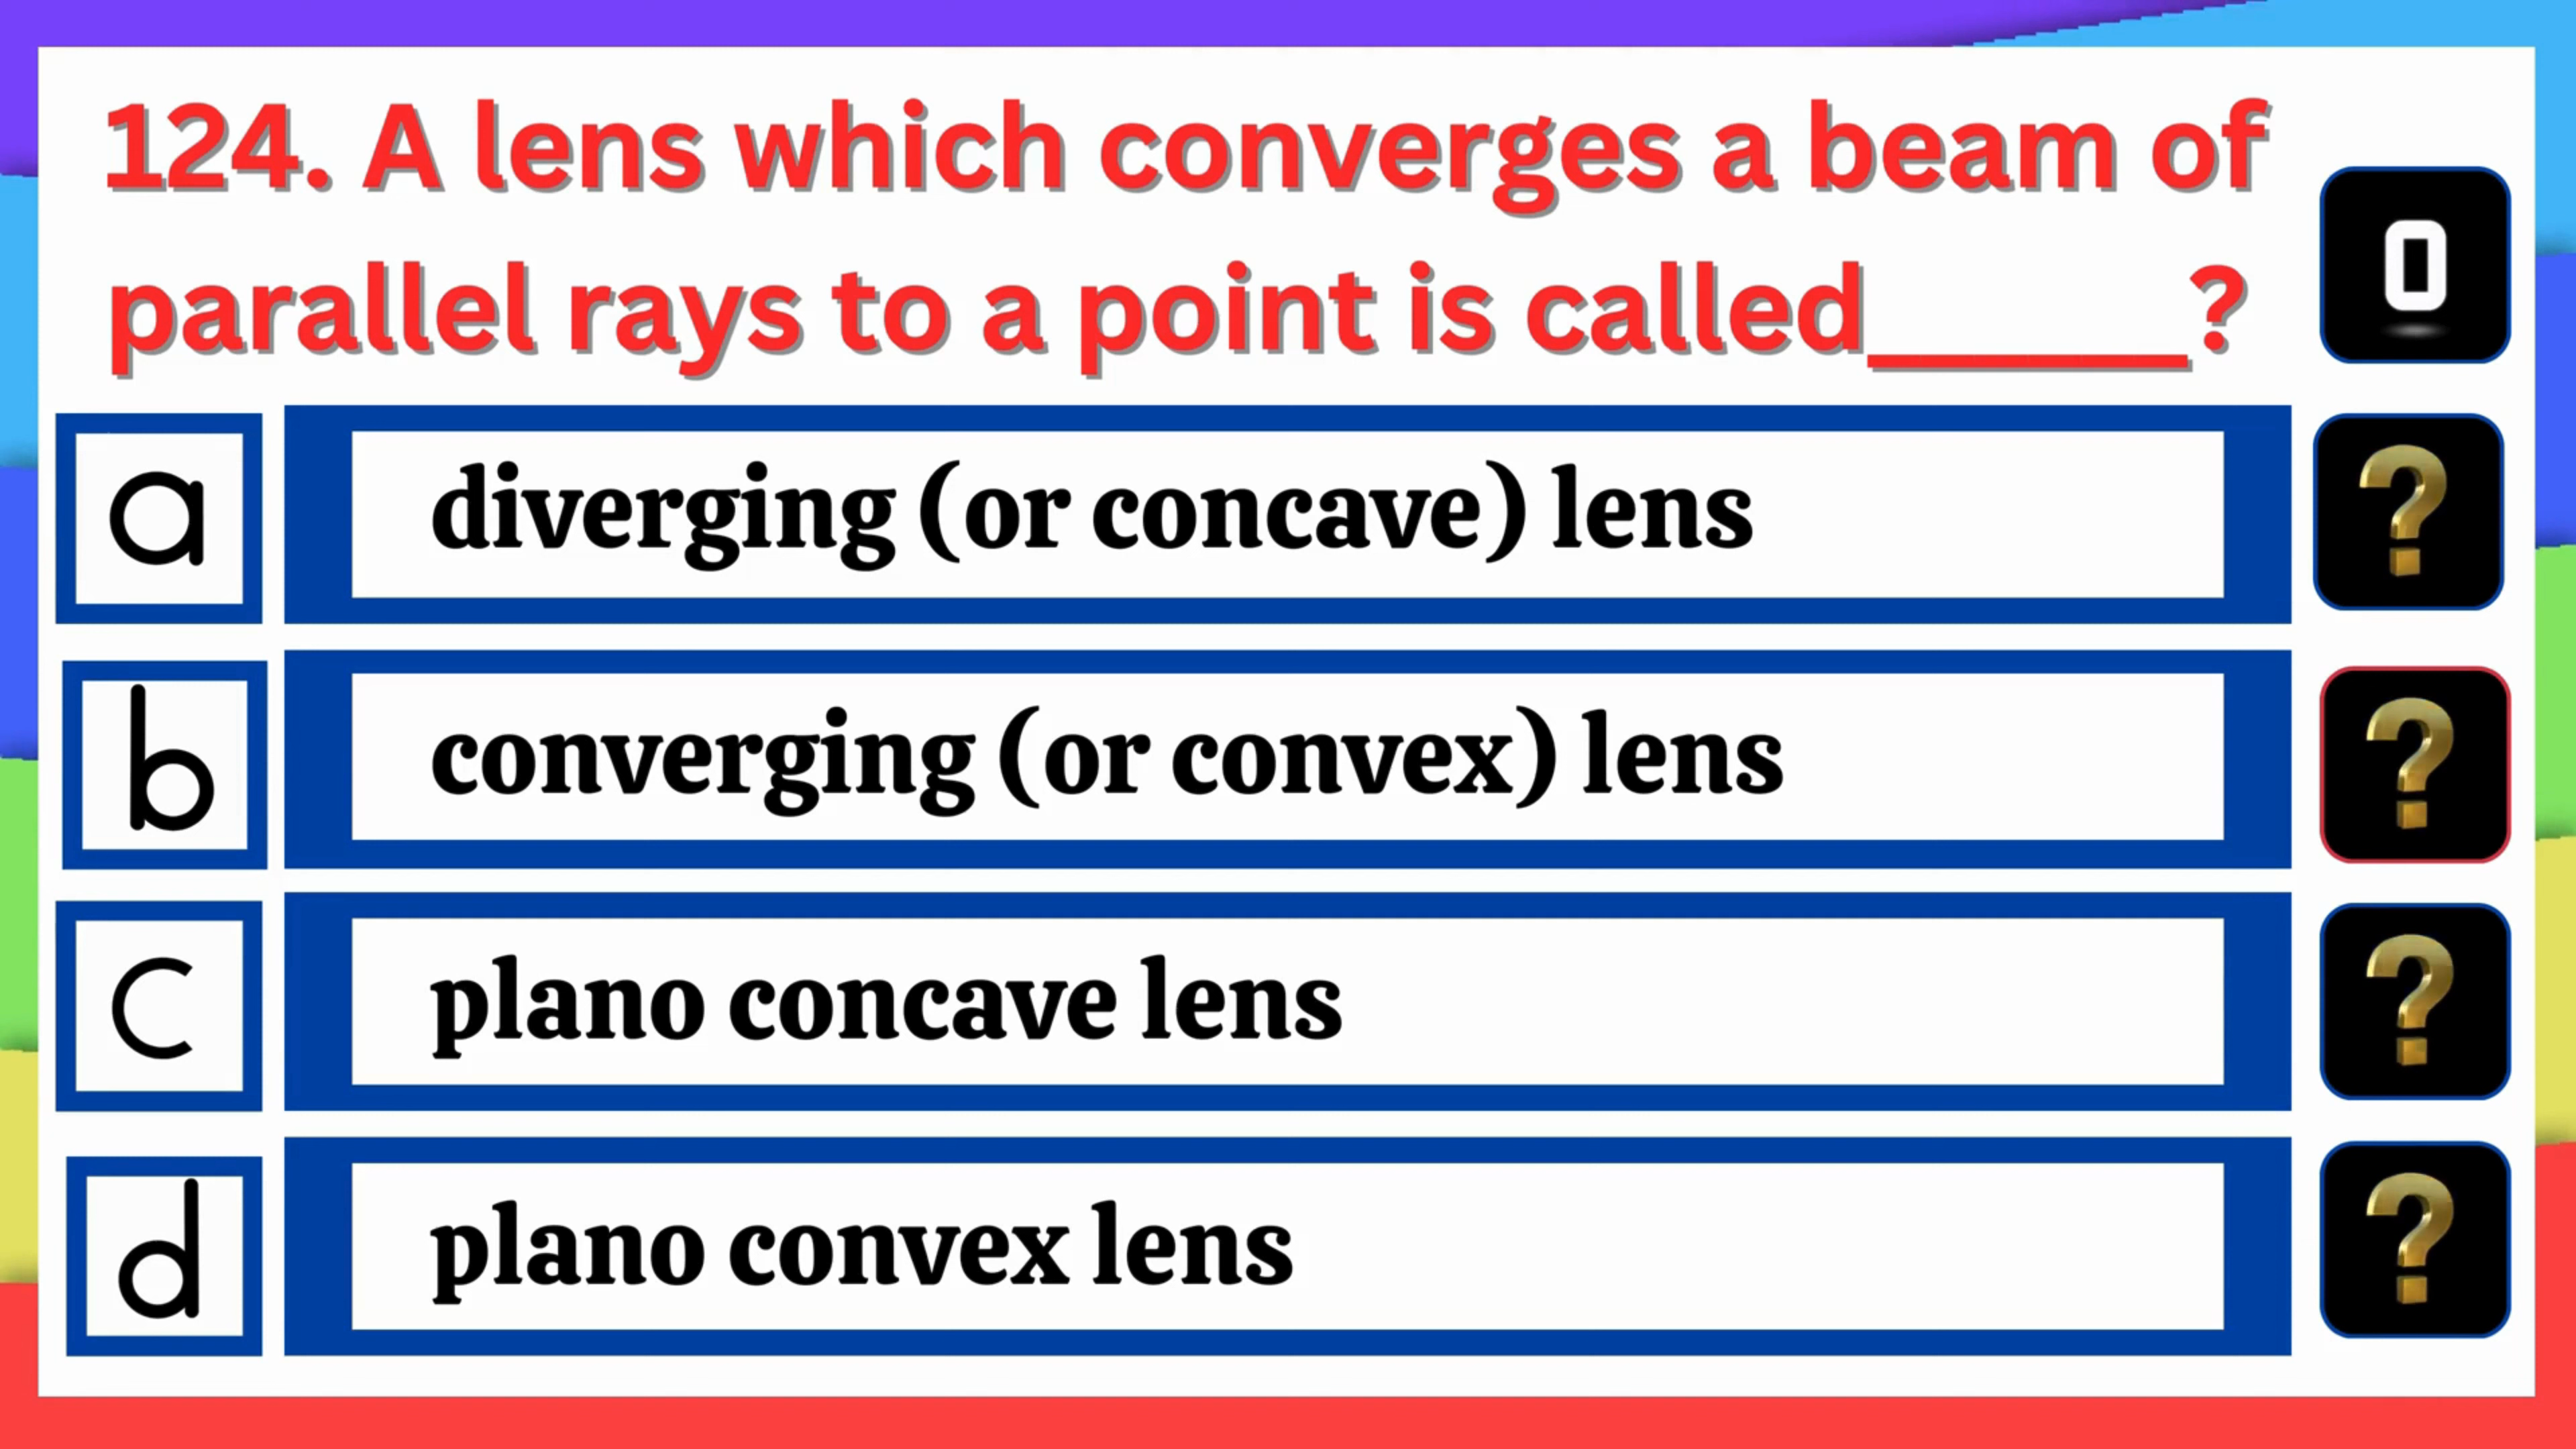 124. A lens which converges a beam of
parallel rays to a point is called______?
0
a
diverging (or concave) lens
?
b
converging (or convex) lens
?
c
plano concave lens
?
d
plano convex lens
?